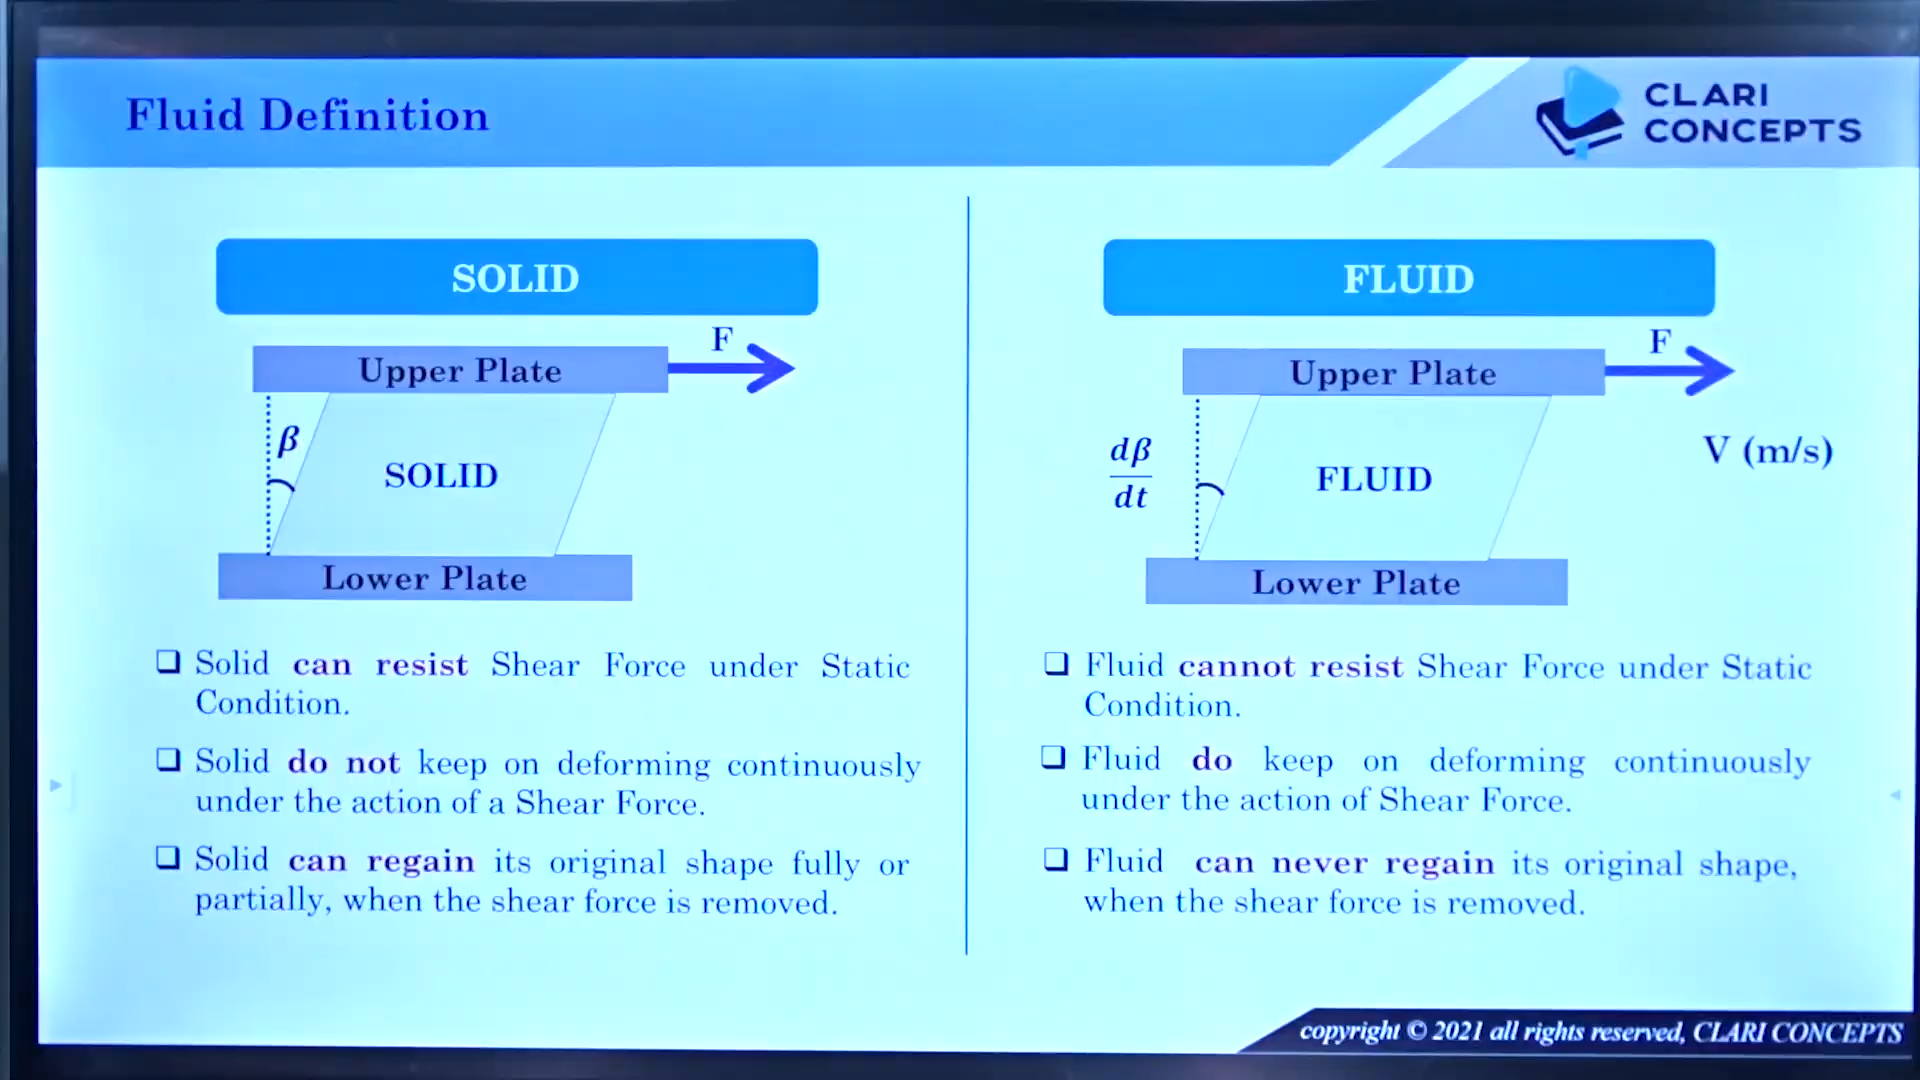 Fluid Definition
CLARI
CONCEPTS
SOLID
F
Upper Plate
β
SOLID
Lower Plate
❑ Solid can resist Shear Force under Static
Condition.
❑ Solid do not keep on deforming continuously
under the action of a Shear Force.
❑ Solid can regain its original shape fully or
partially, when the shear force is removed.
FLUID
F
Upper Plate
V (m/s)
dβ
dt
FLUID
Lower Plate
❑ Fluid cannot resist Shear Force under Static
Condition.
❑ Fluid do keep on deforming continuously
under the action of Shear Force.
❑ Fluid can never regain its original shape,
when the shear force is removed.
copyright © 2021 all rights reserved, CLARI CONCEPTS